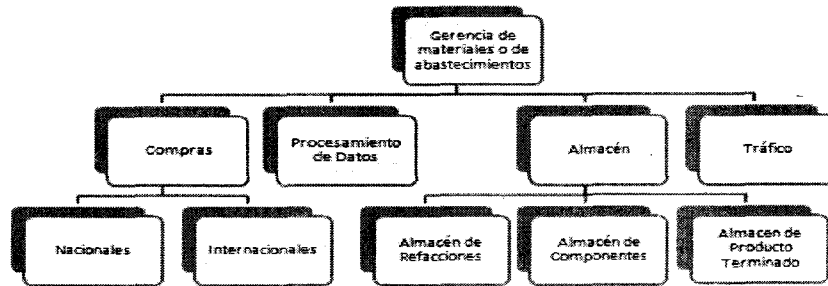 Gerencia de
materiales o de
abastecimientos
Compras
Procesamiento
de Datos
Almacén
Tráfico
Nacionales
Internacionales
Almacén de
Refacciones
Almacén de
Componentes
Almacen de
Producto
Terminado